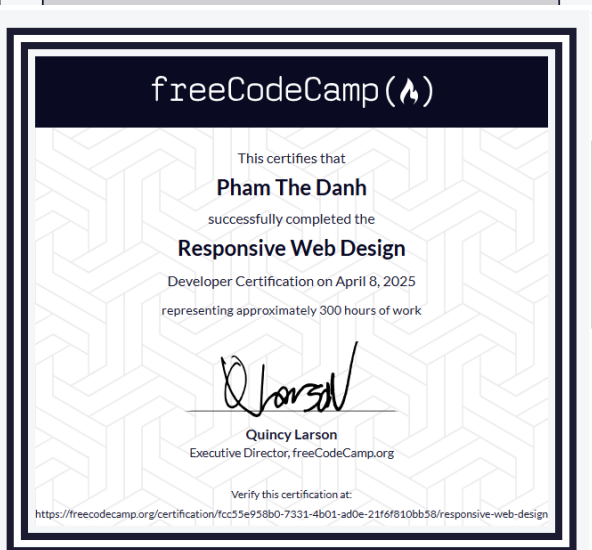 freeCodeCamp
This certifies that
Pham The Danh
successfully completed the
Responsive Web Design
Developer Certification on April 8, 2025
representing approximately 300 hours of work
Q Larson
Quincy Larson
Executive Director, freeCodeCamp.org
Verify this certification at:
https://freecodecamp.org/certification/fcc55e958b0-7331-4b01-ad0e-21f6f810bb58/responsive-web-design